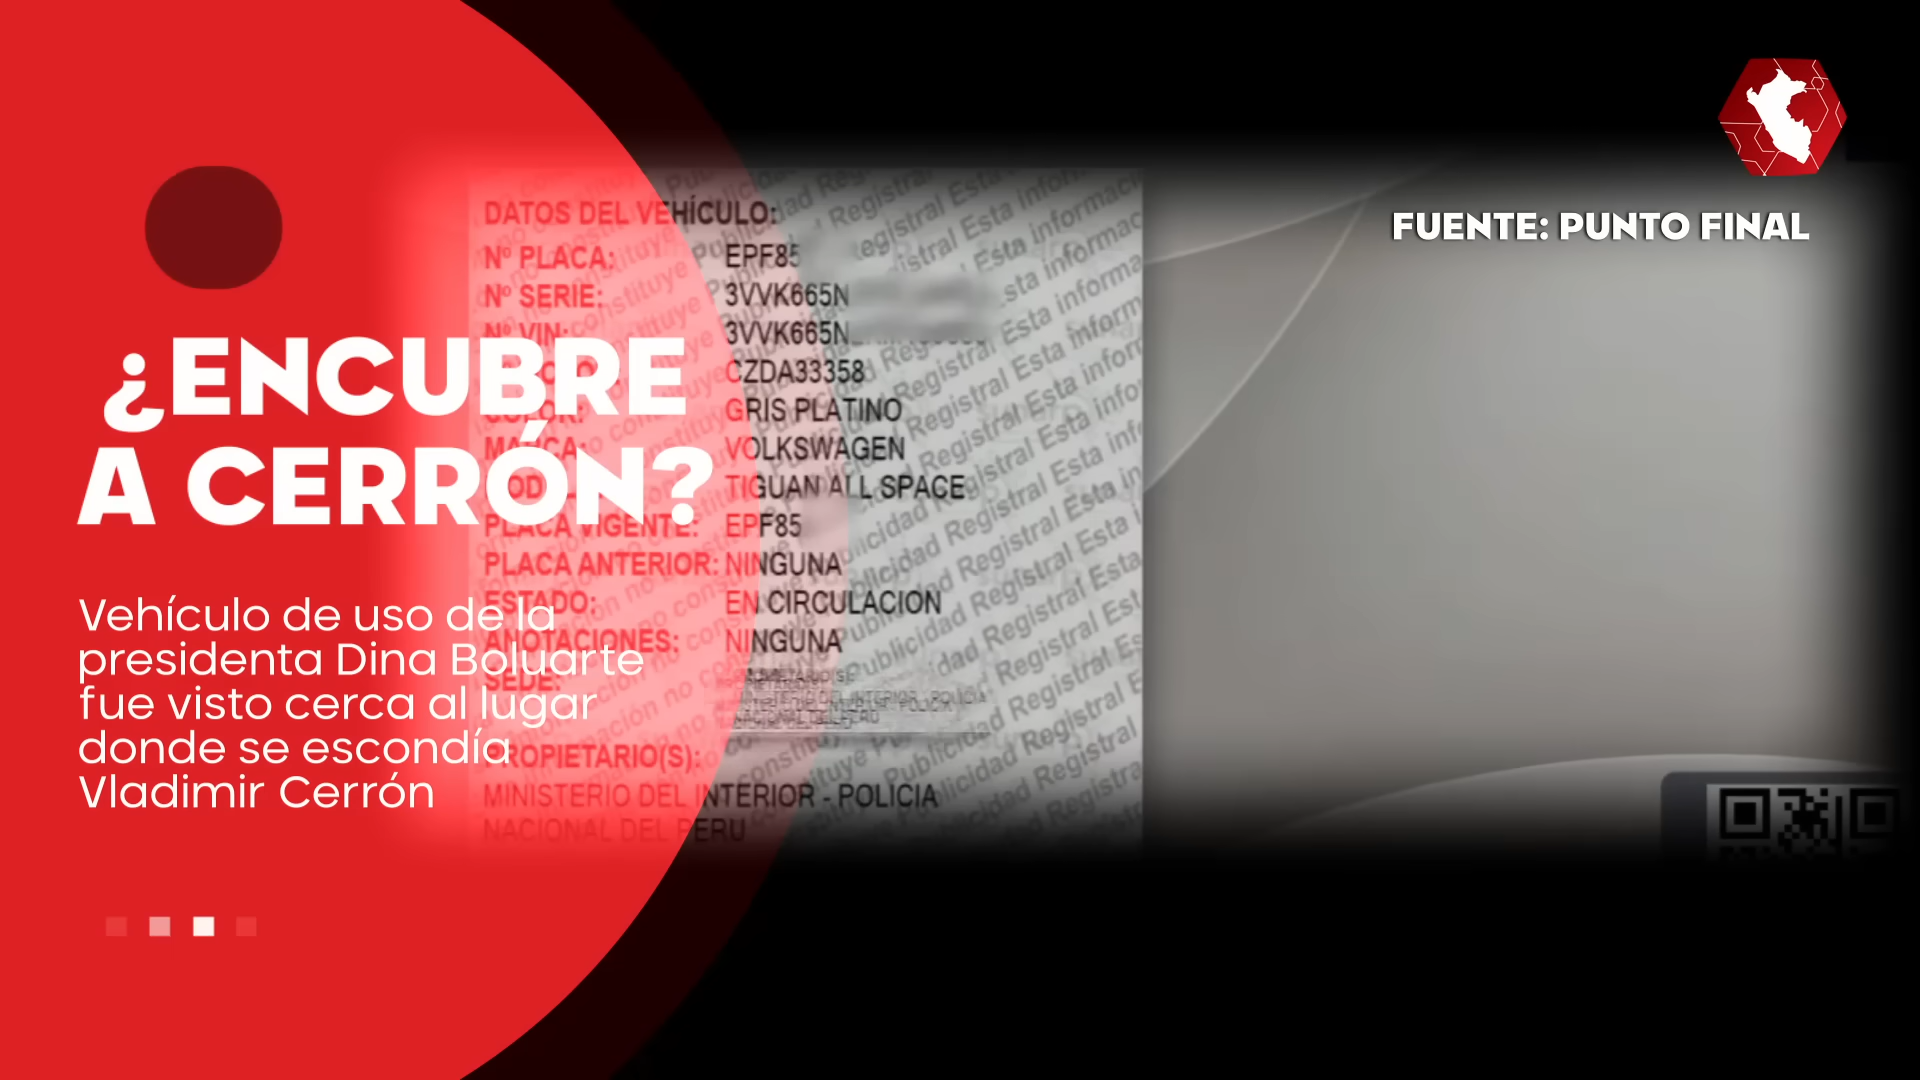 FUENTE: PUNTO FINAL
¿ENCUBRE
A CERRÓN?
Vehículo de uso de la
presidenta Dina Boluarte
fue visto cerca al lugar
donde se escondía
Vladimir Cerrón
DATOS DEL VEHÍCULO:
Nº PLACA: EPF85
Nº SERIE: 3VVK665N
Nº VIN: 3VVK665N
CZDA33358
COLOR: GRIS PLATINO
MARCA: VOLKSWAGEN
TIGUAN ALL SPACE
PLACA VIGENTE: EPF85
PLACA ANTERIOR: NINGUNA
ESTADO: EN CIRCULACION
ANOTACIONES: NINGUNA
SEDE:
PROPIETARIO(S):
MINISTERIO DEL INTERIOR - POLICIA
NACIONAL DEL PERU